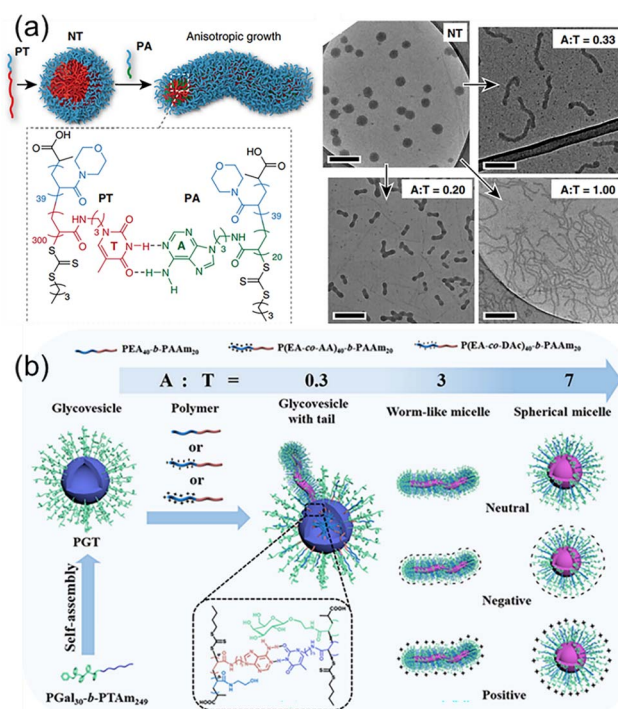 (a)
PT
NT
PA
Anisotropic growth
NT
A:T = 0.33
A:T = 0.20
A:T = 1.00
OH
O
O
N
O
39
PT
PA
O
OH
O
N
O
39
300
NH
3
O
N
O
T
N-H
O
H
N
A
N
N
N
H
3
NH
O
20
S
S
S
3
S
S
S
3
(b)
PEA40-b-PAAm20
P(EA-co-AA)40-b-PAAm20
P(EA-co-DAc)40-b-PAAm20
A : T =
0.3
3
7
Glycovesicle
Polymer
Glycovesicle
with tail
Worm-like micelle
Spherical micelle
or
or
Neutral
PGT
Negative
Self-assembly
COOH
HOOC
Positive
PGal30-b-PTAm249